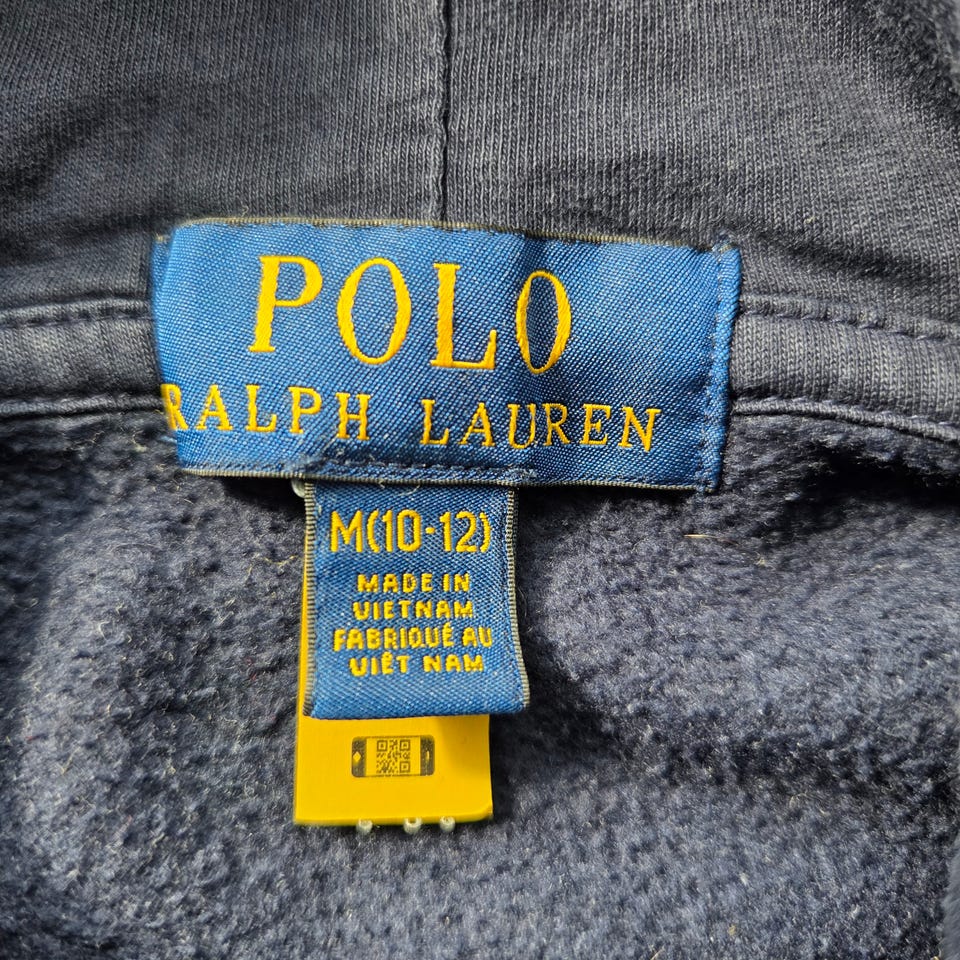 POLO
RALPH LAUREN
M(10-12)
MADE IN
VIETNAM
FABRIQUÉ AU
VIÊT NAM